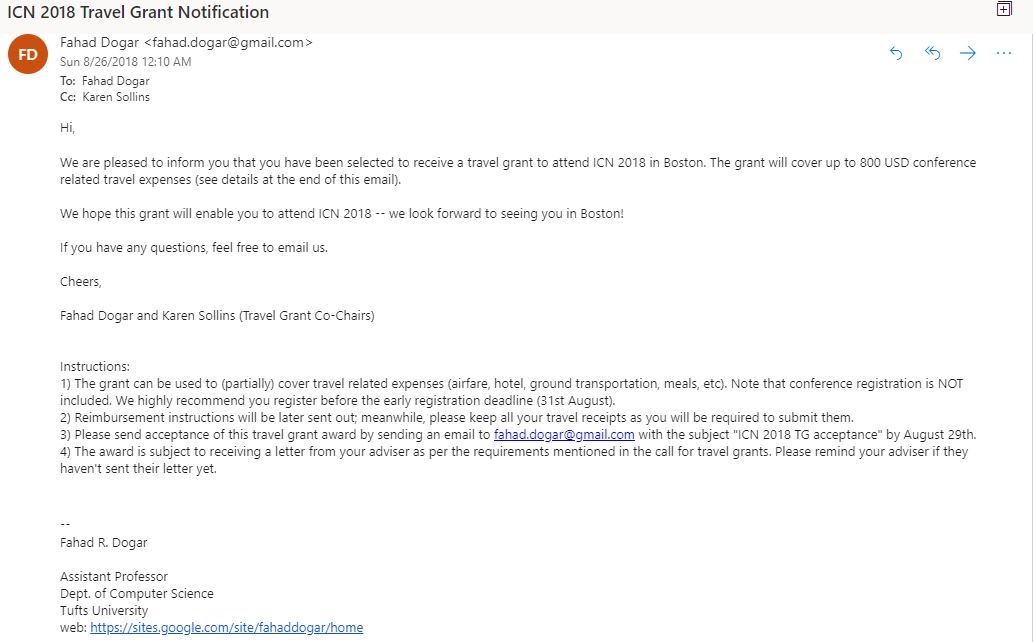 ICN 2018 Travel Grant Notification
FD
Fahad Dogar <fahad.dogar@gmail.com>
Sun 8/26/2018 12:10 AM
To: Fahad Dogar
Cc: Karen Sollins
Hi,
We are pleased to inform you that you have been selected to receive a travel grant to attend ICN 2018 in Boston. The grant will cover up to 800 USD conference
related travel expenses (see details at the end of this email).
We hope this grant will enable you to attend ICN 2018 -- we look forward to seeing you in Boston!
If you have any questions, feel free to email us.
Cheers,
Fahad Dogar and Karen Sollins (Travel Grant Co-Chairs)
Instructions:
1) The grant can be used to (partially) cover travel related expenses (airfare, hotel, ground transportation, meals, etc). Note that conference registration is NOT
included. We highly recommend you register before the early registration deadline (31st August).
2) Reimbursement instructions will be later sent out; meanwhile, please keep all your travel receipts as you will be required to submit them.
3) Please send acceptance of this travel grant award by sending an email to fahad.dogar@gmail.com with the subject "ICN 2018 TG acceptance" by August 29th.
4) The award is subject to receiving a letter from your adviser as per the requirements mentioned in the call for travel grants. Please remind your adviser if they
haven't sent their letter yet.
--
Fahad R. Dogar
Assistant Professor
Dept. of Computer Science
Tufts University
web: https://sites.google.com/site/fahaddogar/home